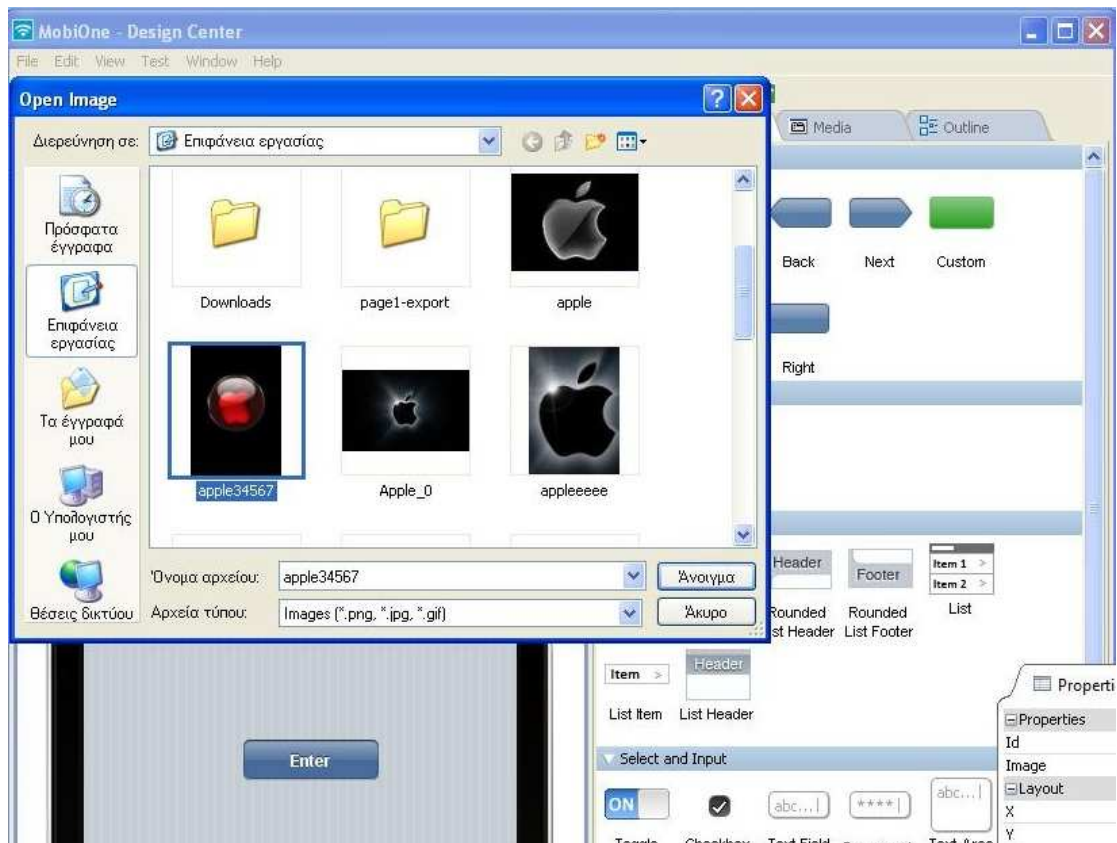 MobiOne - Design Center
File Edit View Test Window Help
Open Image
Διερεύνηση σε: Επιφάνεια εργασίας
Πρόσφατα
έγγραφα
Επιφάνεια
εργασίας
Τα έγγραφά
μου
Ο Υπολογιστής
μου
Θέσεις δικτύου
Downloads page1-export apple
apple34567 Apple_0 appleeeee
Όνομα αρχείου: apple34567 Άνοιγμα
Αρχεία τύπου: Images (*.png, *.jpg, *.gif) Άκυρο
Media Outline
Back Next Custom
Right
Header Footer Item 1 >
Item 2 >
Rounded Rounded List
st Header List Footer
Item > Header
List Item List Header
Select and Input
ON abc... ****| abc...
Toggle Checkbox Text Field Text Area
Enter
Properti
Properties
Id
Image
Layout
X
Y